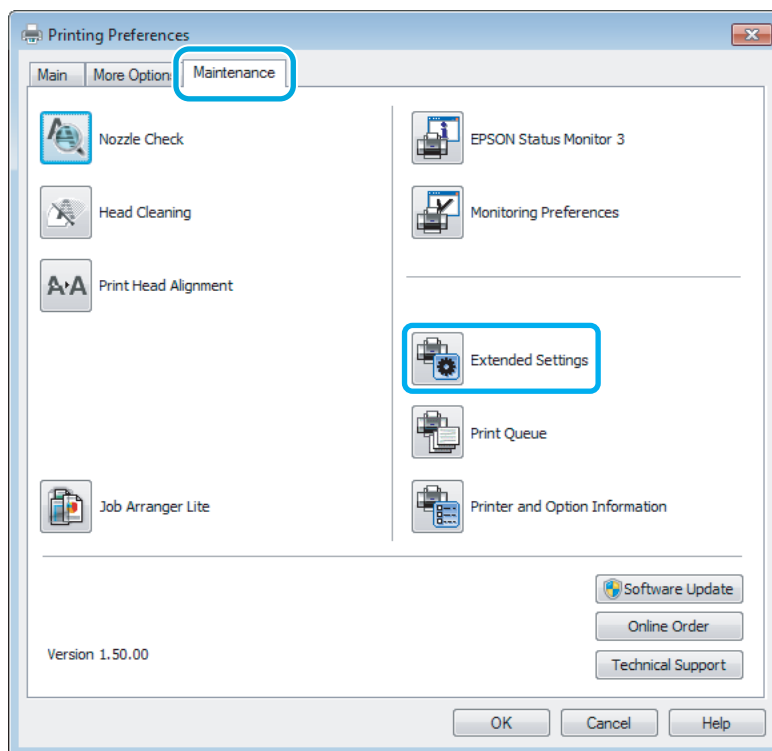 Printing Preferences
Main
More Option
Maintenance
Nozzle Check
Head Cleaning
A A Print Head Alignment
Job Arranger Lite
EPSON Status Monitor 3
Monitoring Preferences
Extended Settings
Print Queue
Printer and Option Information
Software Update
Online Order
Version 1.50.00
Technical Support
OK
Cancel
Help